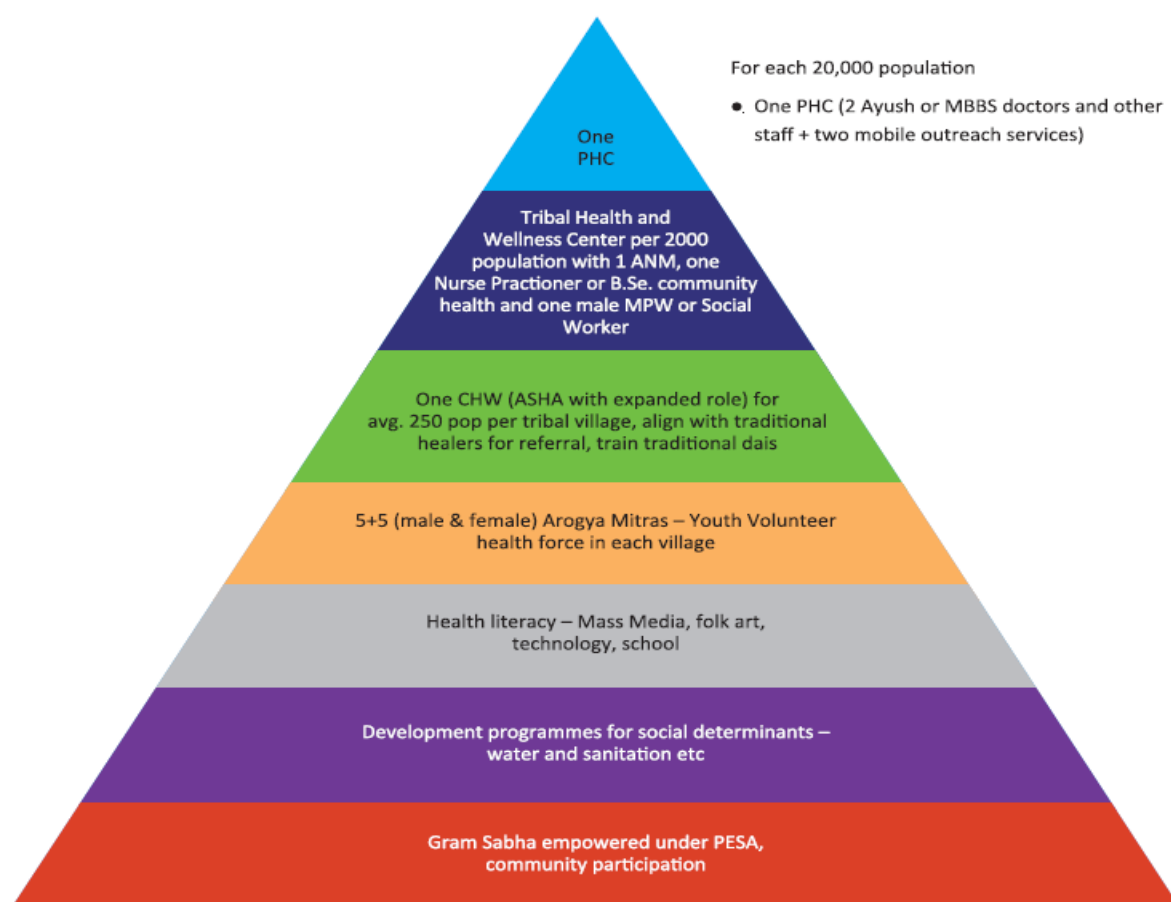 For each 20,000 population
•. One PHC (2 Ayush or MBBS doctors and other
staff + two mobile outreach services)
One
PHC
Tribal Health and
Wellness Center per 2000
population with 1 ANM, one
Nurse Practioner or B.Se. community
health and one male MPW or Social
Worker
One CHW (ASHA with expanded role) for
avg. 250 pop per tribal village, align with traditional
healers for referral, train traditional dais
5+5 (male & female) Arogya Mitras – Youth Volunteer
health force in each village
Health literacy – Mass Media, folk art,
technology, school
Development programmes for social determinants –
water and sanitation etc
Gram Sabha empowered under PESA,
community participation